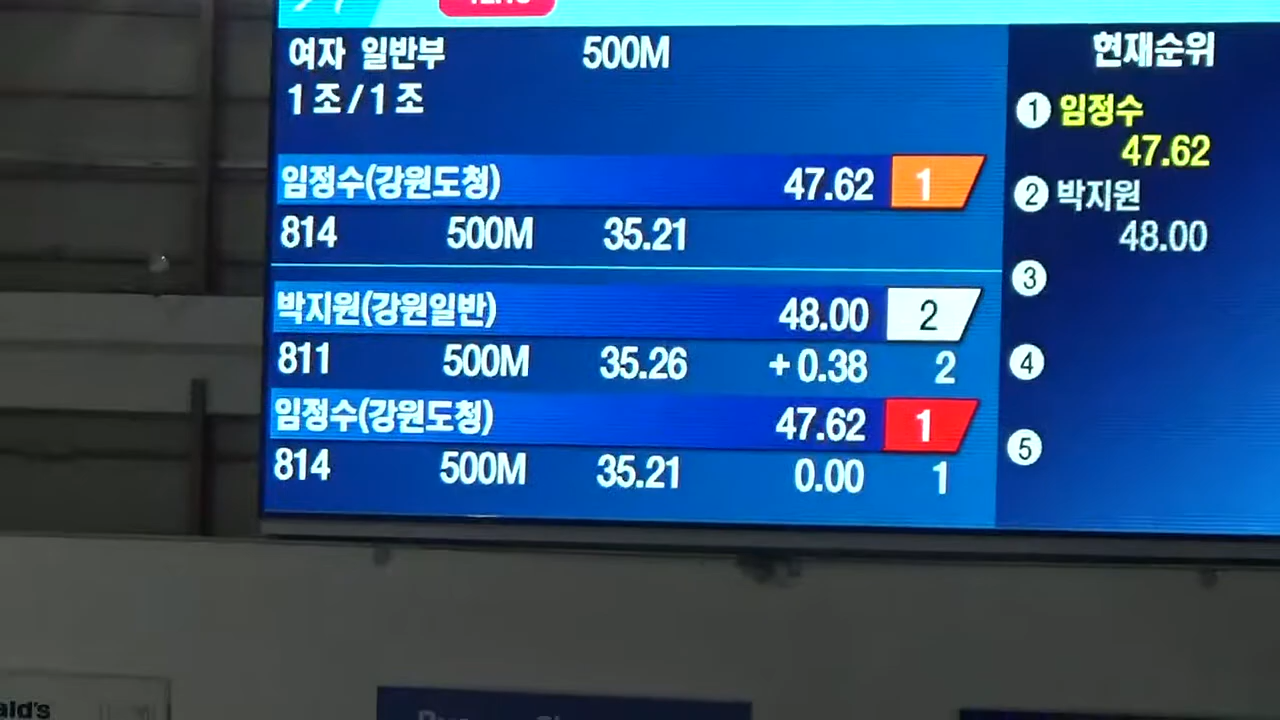 여자 일반부 500M
1조/1조
임정수(강원도청) 47.62 1
814 500M 35.21
박지원(강원일반) 48.00 2
811 500M 35.26 +0.38 2
임정수(강원도청) 47.62 1
814 500M 35.21 0.00 1
현재순위
1 임정수
47.62
2 박지원
48.00
3
4
5
ald's